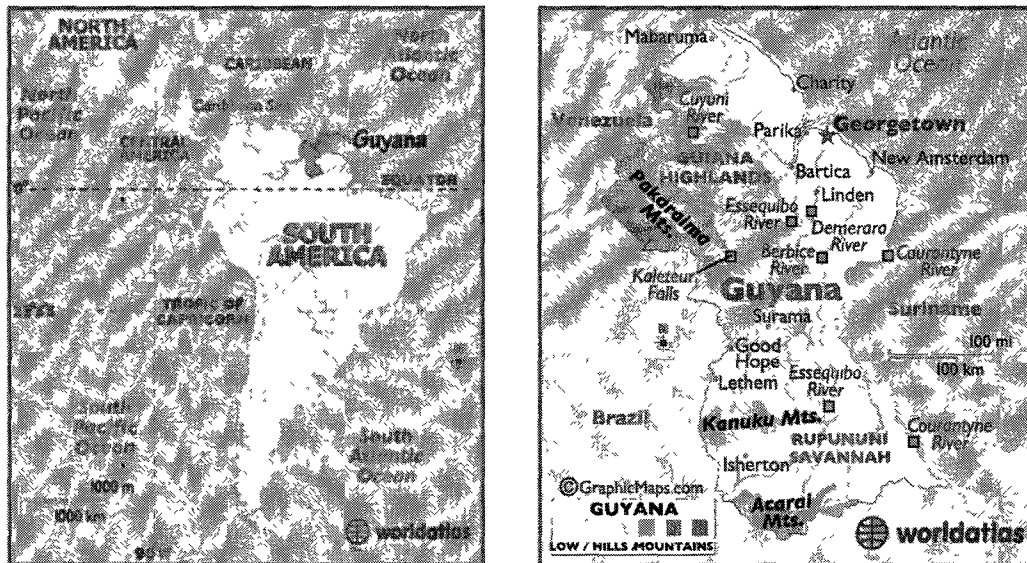 NORTH
AMERICA
North
Atlantic
Ocean
CARIBBEAN
North
Pacific
Ocean
Caribbean Sea
CENTRAL
AMERICA
Guyana
EQUATOR
SOUTH
AMERICA
TROPIC OF
CAPRICORN
South
Pacific
Ocean
South
Atlantic
Ocean
1000 km
worldatlas
Mabaruma
Atlantic
Ocean
Charity
Cuyuni
River
Venezuela
Parika
Georgetown
New Amsterdam
GUIANA
HIGHLANDS
Bartica
Linden
Pakaraima
Mts.
Essequibo
River
Demerara
River
Berbice
River
Courantyne
River
Kaieteur
Falls
Guyana
Suriname
Surama
100 mi
100 km
Good
Hope
Lethem
Essequibo
River
Brazil
Kanuku Mts.
RUPUNUNI
SAVANNAH
Courantyne
River
Isherton
©GraphicMaps.com
GUYANA
LOW / HILLS MOUNTAINS
Acarai
Mts.
worldatlas